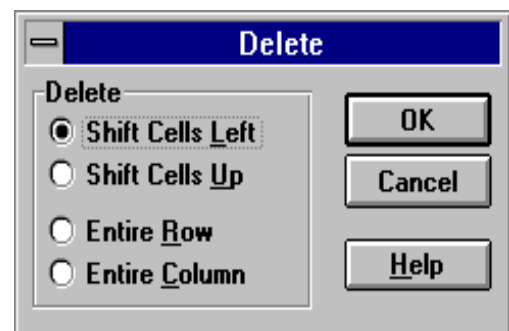 Delete
Delete
Shift Cells Left
Shift Cells Up
Entire Row
Entire Column
OK
Cancel
Help